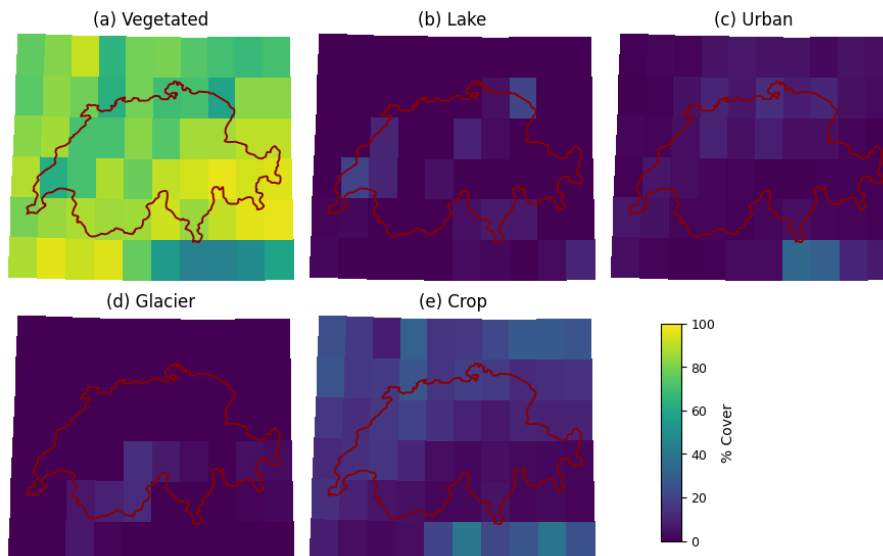 (a) Vegetated
(b) Lake
(c) Urban
(d) Glacier
(e) Crop
100
80
60
40
20
0
% Cover